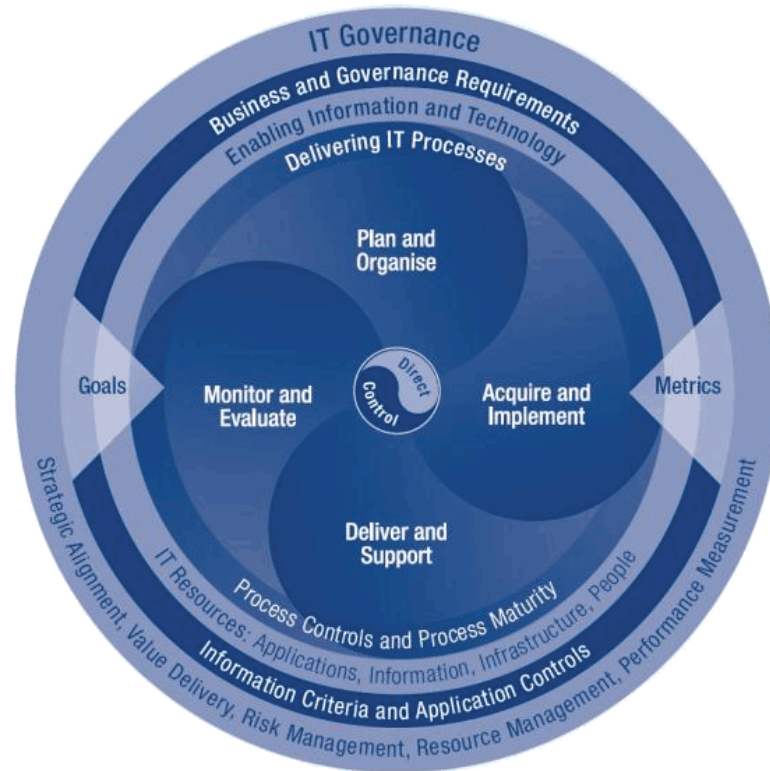 IT Governance
Business and Governance Requirements
Enabling Information and Technology
Delivering IT Processes
Plan and
Organise
Goals
Monitor and
Evaluate
Direct
Control
Acquire and
Implement
Metrics
Deliver and
Support
Process Controls and Process Maturity
IT Resources: Applications, Information, Infrastructure, People
Information Criteria and Application Controls
Strategic Alignment, Value Delivery, Risk Management, Resource Management, Performance Measurement